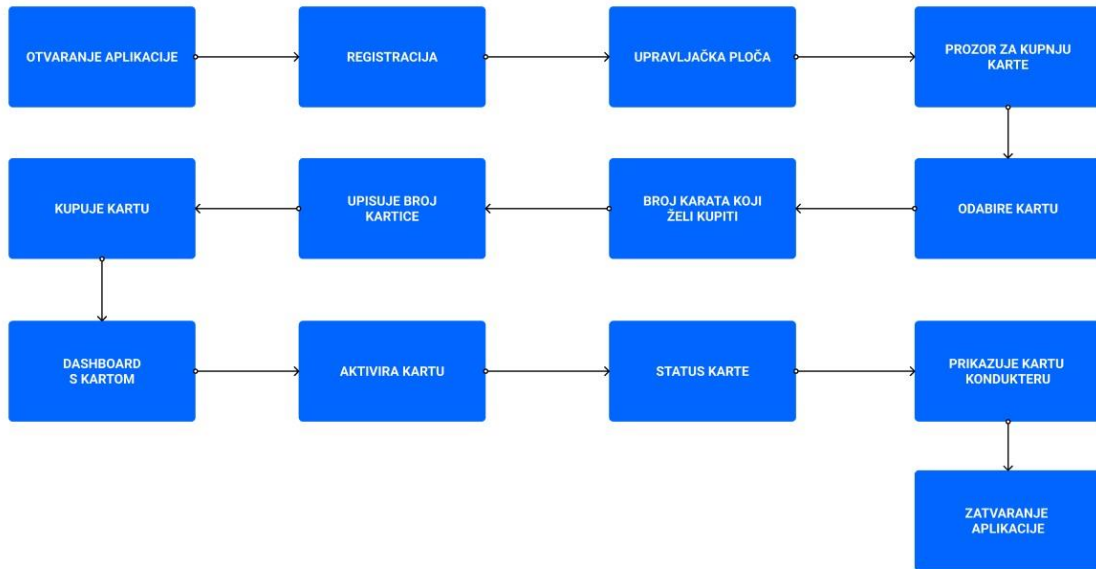 OTVARANJE APLIKACIJE
REGISTRACIJA
UPRAVLJAČKA PLOČA
PROZOR ZA KUPNJU
KARTE
ODABIRE KARTU
BROJ KARATA KOJI
ŽELI KUPITI
UPISUJE BROJ
KARTICE
KUPUJE KARTU
DASHBOARD
S KARTOM
AKTIVIRA KARTU
STATUS KARTE
PRIKAZUJE KARTU
KONDUKTERU
ZATVARANJE
APLIKACIJE